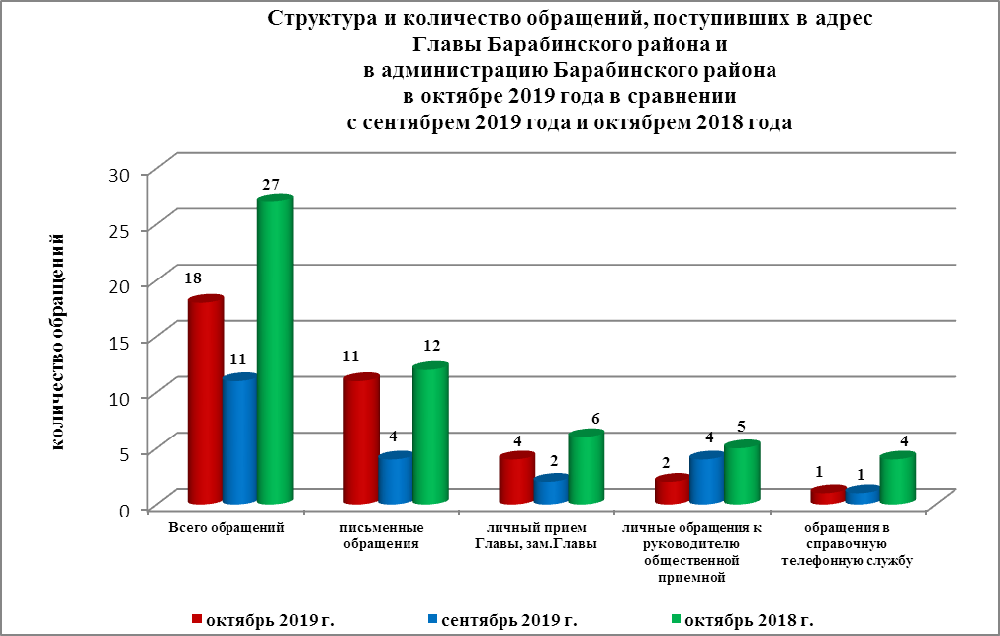 Структура и количество обращений, поступивших в адрес
Главы Барабинского района и
в администрацию Барабинского района
в октябре 2019 года в сравнении
с сентябрем 2019 года и октябрем 2018 года
количество обращений
30
25
20
15
10
5
0
18
11
27
11
4
12
4
2
6
2
4
5
1
1
4
Всего обращений
письменные
обращения
личный прием
Главы, зам.Главы
личные обращения к
руководителю
общественной
приемной
обращения в
справочную
телефонную службу
октябрь 2019 г.
сентябрь 2019 г.
октябрь 2018 г.